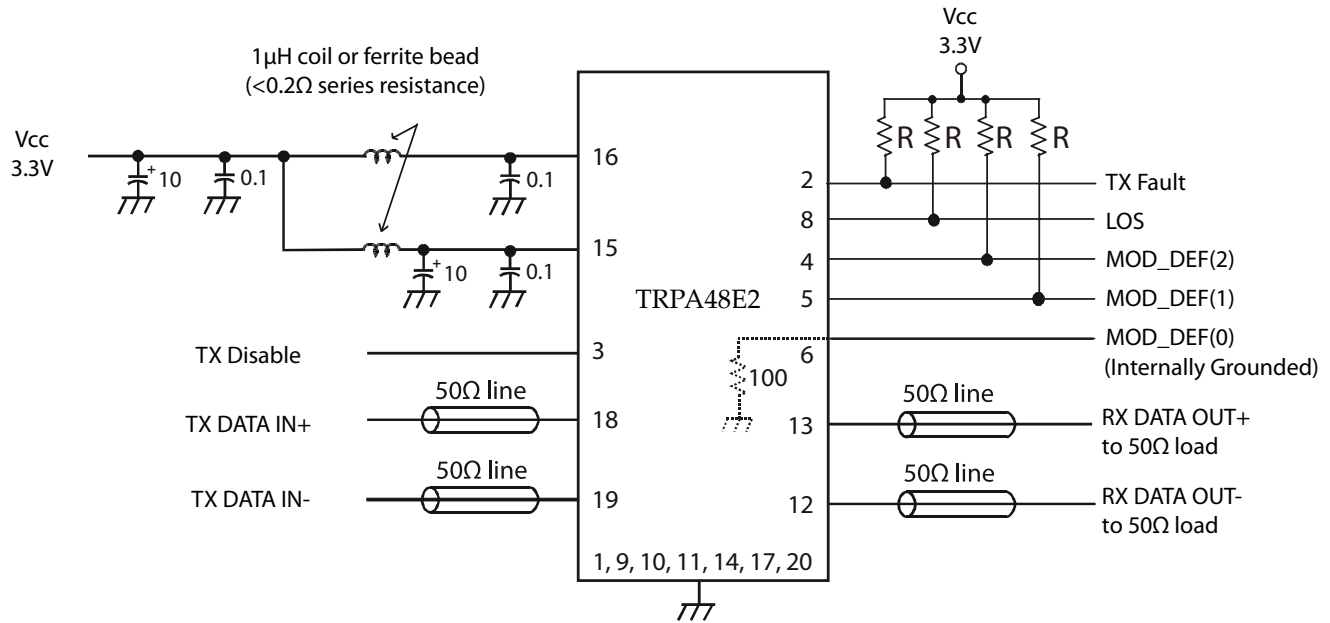 1μH coil or ferrite bead
(<0.2Ω series resistance)
Vcc
3.3V
+10
0.1
0.1
+10
0.1
TX Disable
50Ω line
TX DATA IN+
50Ω line
TX DATA IN-
16
15
3
18
19
TRPA48E2
100
1, 9, 10, 11, 14, 17, 20
2
8
4
5
6
13
12
Vcc
3.3V
R
R
R
R
TX Fault
LOS
MOD_DEF(2)
MOD_DEF(1)
MOD_DEF(0)
(Internally Grounded)
50Ω line
RX DATA OUT+
to 50Ω load
50Ω line
RX DATA OUT-
to 50Ω load